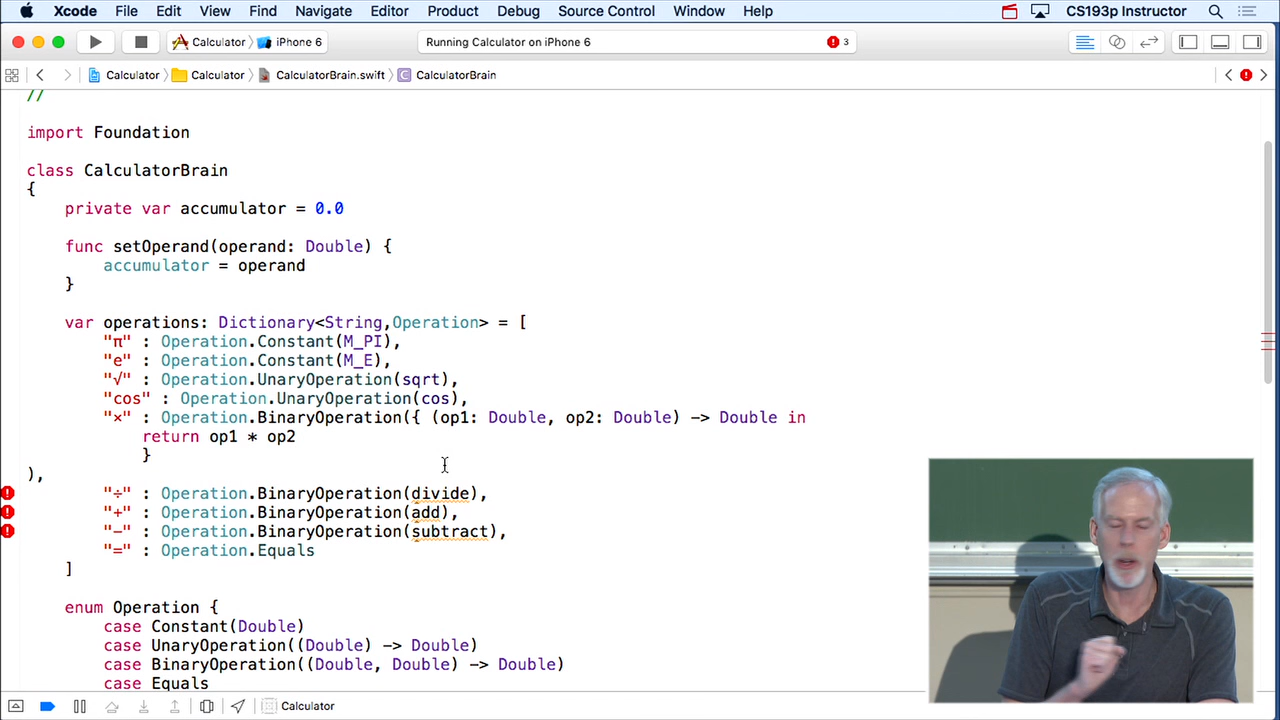 Xcode File Edit View Find Navigate Editor Product Debug Source Control Window Help CS193p Instructor
Calculator iPhone 6 Running Calculator on iPhone 6 3
Calculator Calculator CalculatorBrain.swift C CalculatorBrain
//
import Foundation
class CalculatorBrain
{
private var accumulator = 0.0
func setOperand(operand: Double) {
accumulator = operand
}
var operations: Dictionary<String,Operation> = [
"π" : Operation.Constant(M_PI),
"e" : Operation.Constant(M_E),
"√" : Operation.UnaryOperation(sqrt),
"cos" : Operation.UnaryOperation(cos),
"×" : Operation.BinaryOperation({ (op1: Double, op2: Double) -> Double in
return op1 * op2
}
),
"÷" : Operation.BinaryOperation(divide),
"+" : Operation.BinaryOperation(add),
"−" : Operation.BinaryOperation(subtract),
"=" : Operation.Equals
]
enum Operation {
case Constant(Double)
case UnaryOperation((Double) -> Double)
case BinaryOperation((Double, Double) -> Double)
case Equals
Calculator